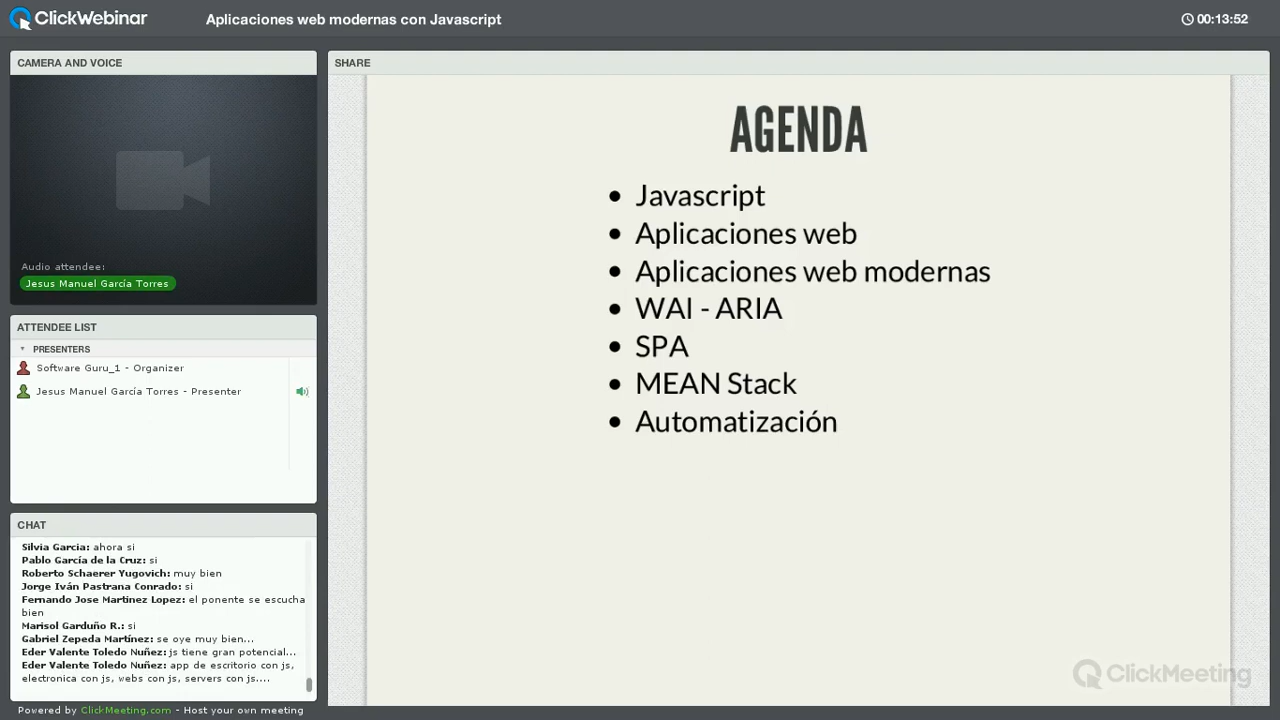 ClickWebinar
Aplicaciones web modernas con Javascript
00:13:52
CAMERA AND VOICE
Audio attendee:
Jesus Manuel García Torres
ATTENDEE LIST
PRESENTERS
Software Guru_1 - Organizer
Jesus Manuel García Torres - Presenter
CHAT
Silvia Garcia: ahora si
Pablo García de la Cruz: si
Roberto Schaerer Yugovich: muy bien
Jorge Iván Pastrana Conrado: si
Fernando Jose Martinez Lopez: el ponente se escucha
bien
Marisol Garduño R.: si
Gabriel Zepeda Martínez: se oye muy bien...
Eder Valente Toledo Nuñez: js tiene gran potencial...
Eder Valente Toledo Nuñez: app de escritorio con js,
electronica con js, webs con js, servers con js....
Powered by ClickMeeting.com - Host your own meeting
SHARE
AGENDA
• Javascript
• Aplicaciones web
• Aplicaciones web modernas
• WAI - ARIA
• SPA
• MEAN Stack
• Automatización
ClickMeeting